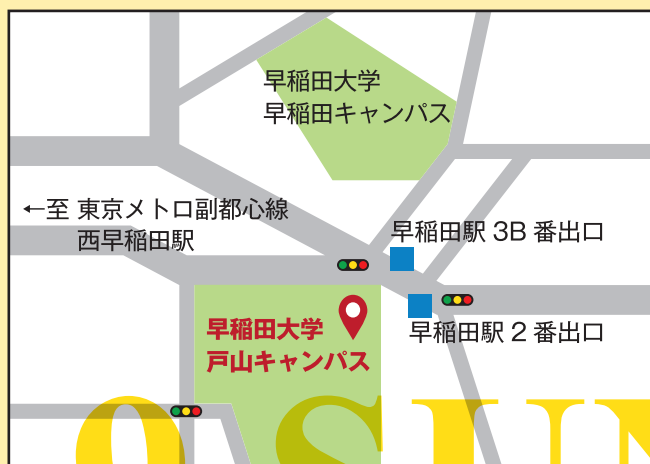 早稲田大学
早稲田キャンパス
←至 東京メトロ副都心線
西早稲田駅
早稲田駅 3B 番出口
早稲田大学
戸山キャンパス
早稲田駅 2 番出口
9 SUN